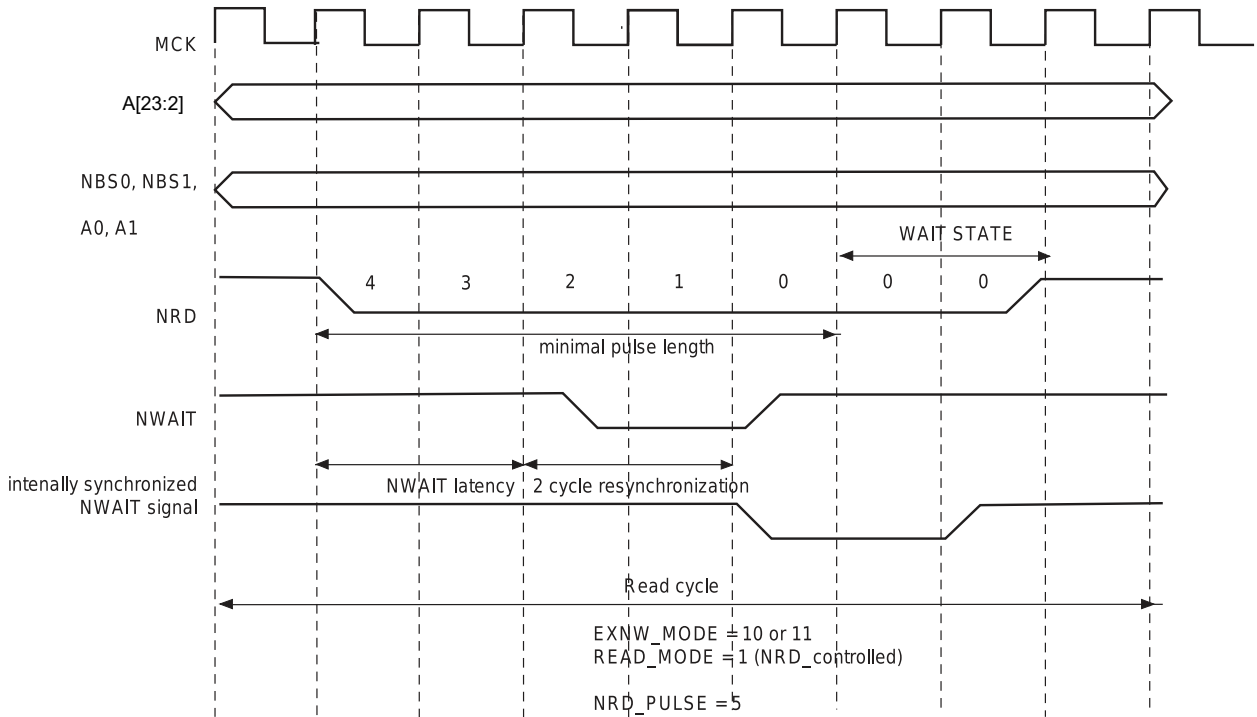 MCK
A[23:2]
NBS0, NBS1,
A0, A1
WAIT STATE
4 3 2 1 0 0 0
NRD
minimal pulse length
NWAIT
NWAIT latency 2 cycle resynchronization
intenally synchronized
NWAIT signal
Read cycle
EXNW_MODE = 10 or 11
READ_MODE = 1 (NRD_controlled)
NRD_PULSE = 5